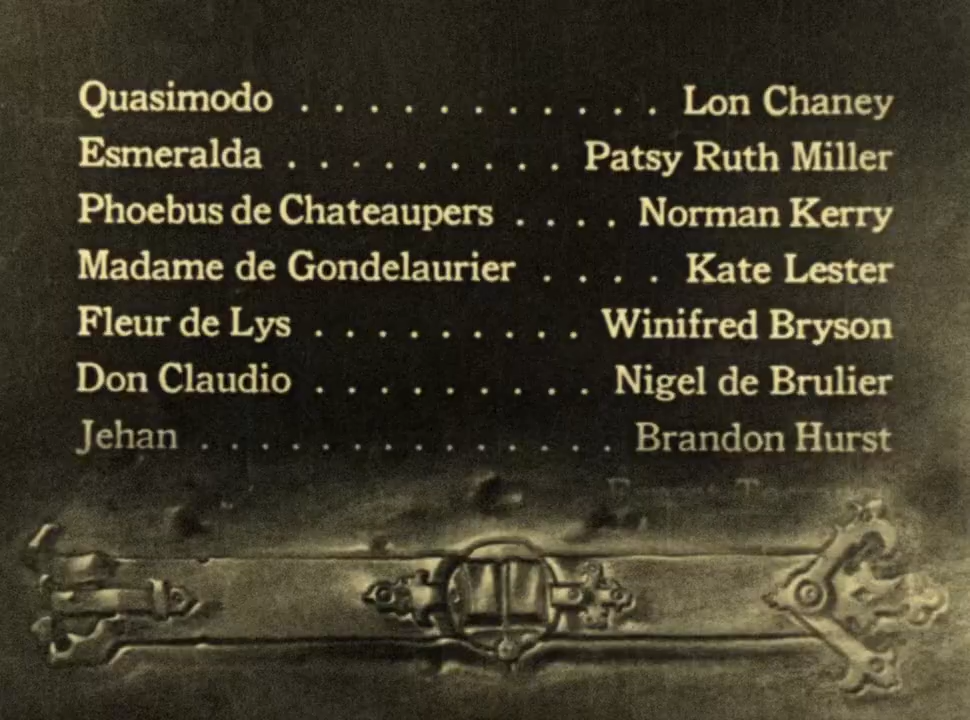 Quasimodo . . . . . . . . . . . . Lon Chaney
Esmeralda . . . . . . . . . Patsy Ruth Miller
Phoebus de Chateaupers . . . . Norman Kerry
Madame de Gondelaurier . . . . Kate Lester
Fleur de Lys . . . . . . . . . Winifred Bryson
Don Claudio . . . . . . . . . Nigel de Brulier
Jehan . . . . . . . . . . . . . . Brandon Hurst